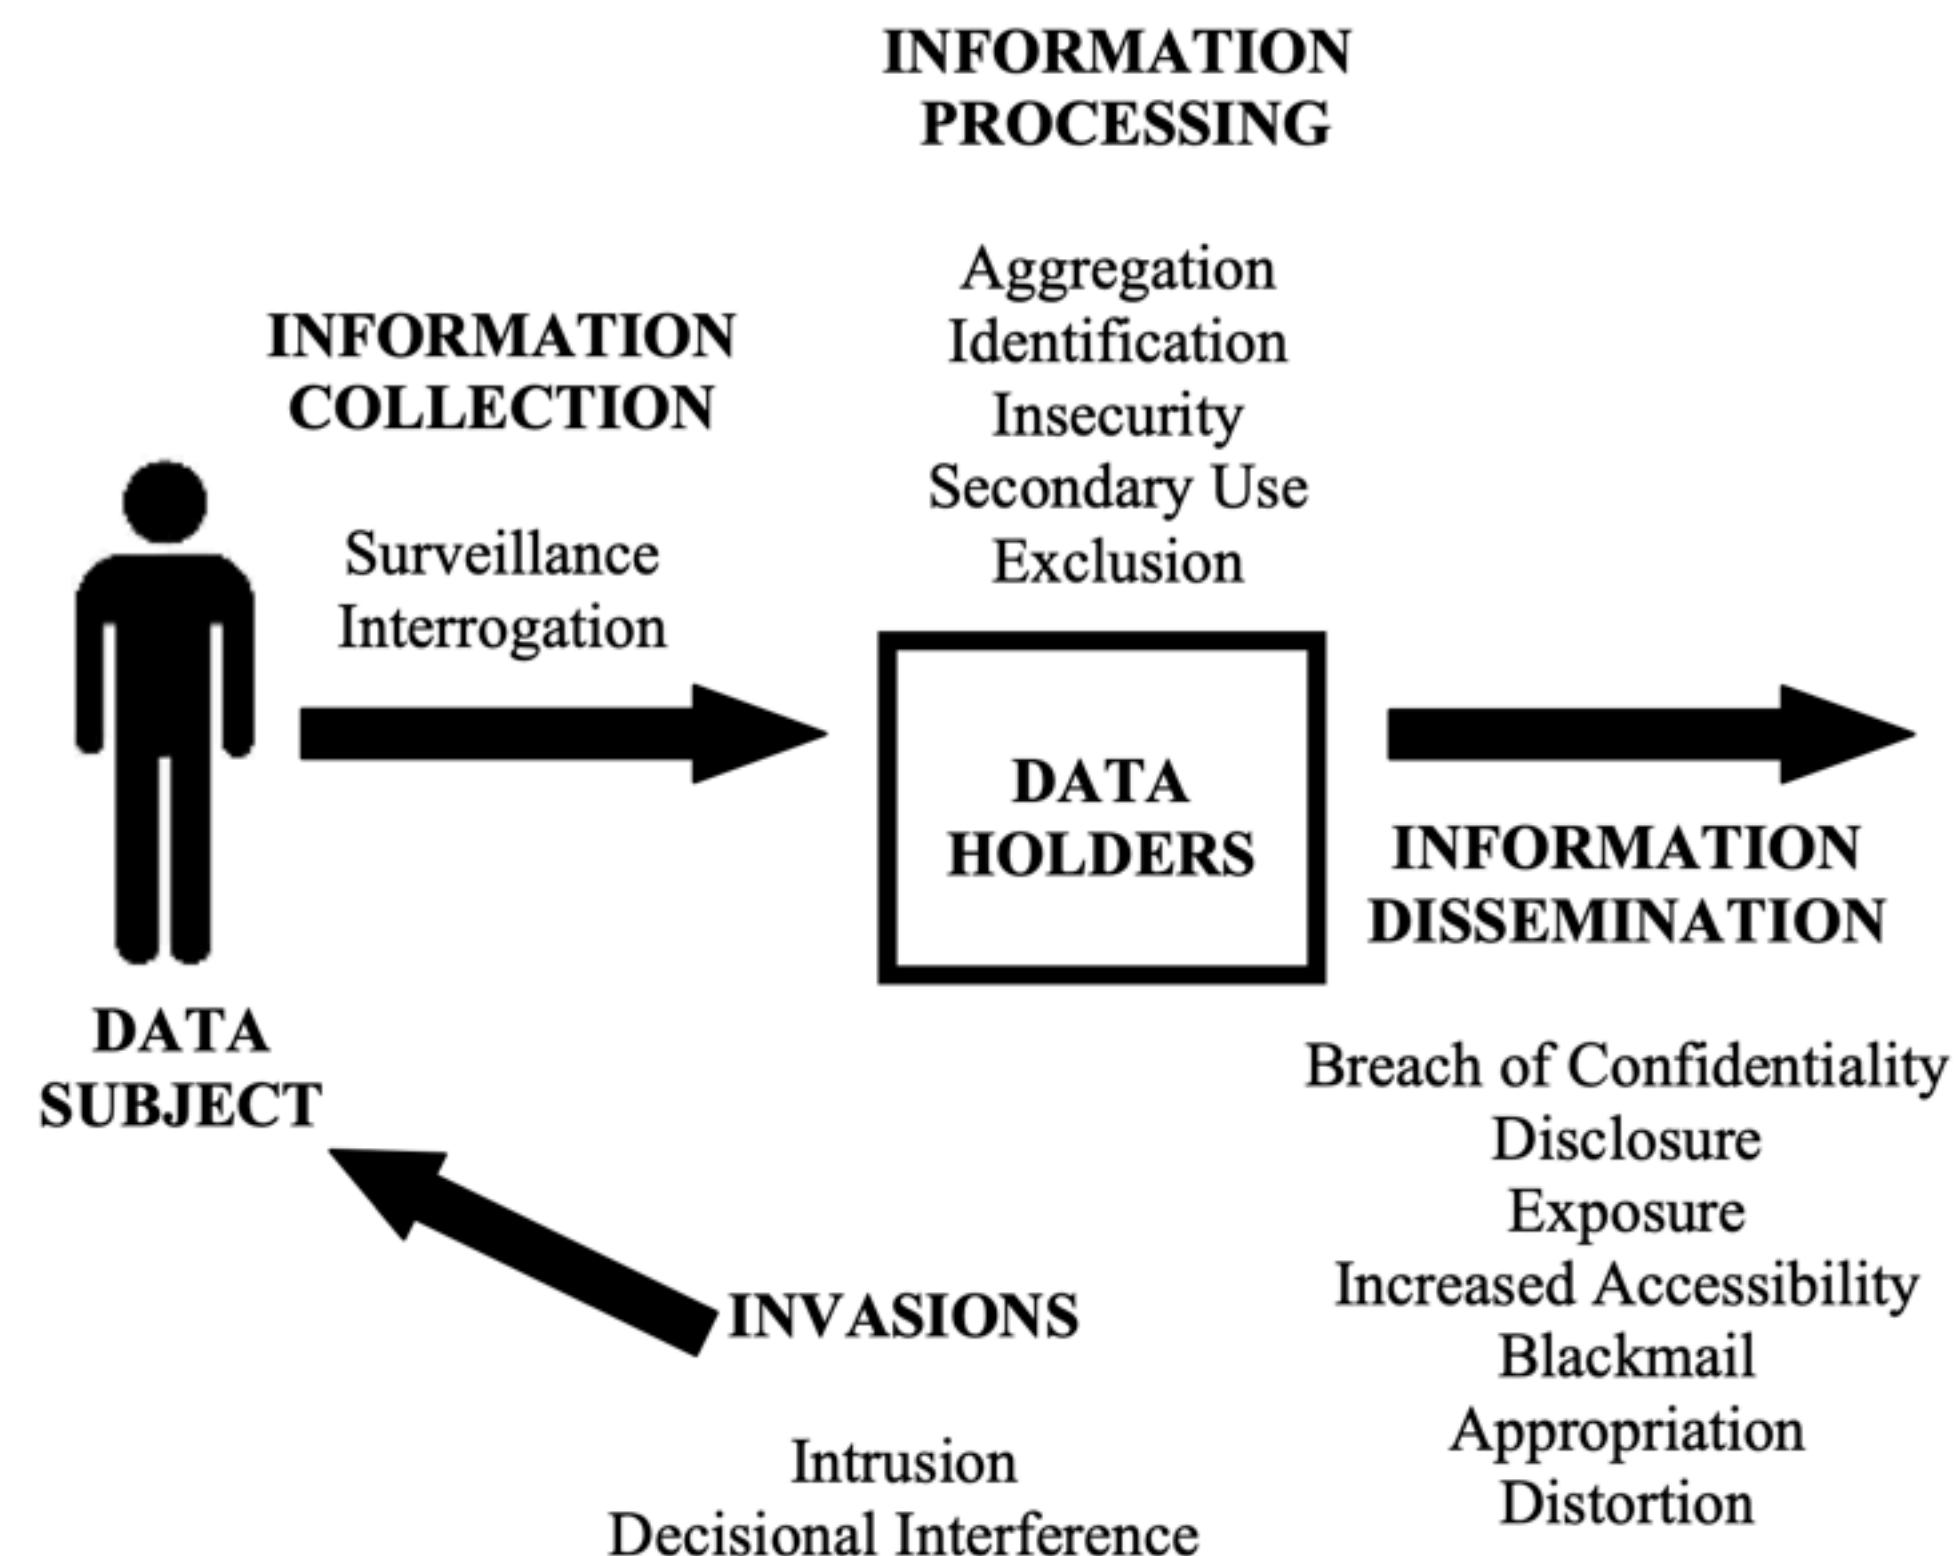 INFORMATION
PROCESSING
Aggregation
Identification
Insecurity
Secondary Use
Exclusion
INFORMATION
COLLECTION
Surveillance
Interrogation
DATA
HOLDERS
INFORMATION
DISSEMINATION
Breach of Confidentiality
Disclosure
Exposure
Increased Accessibility
Blackmail
Appropriation
Distortion
DATA
SUBJECT
INVASIONS
Intrusion
Decisional Interference